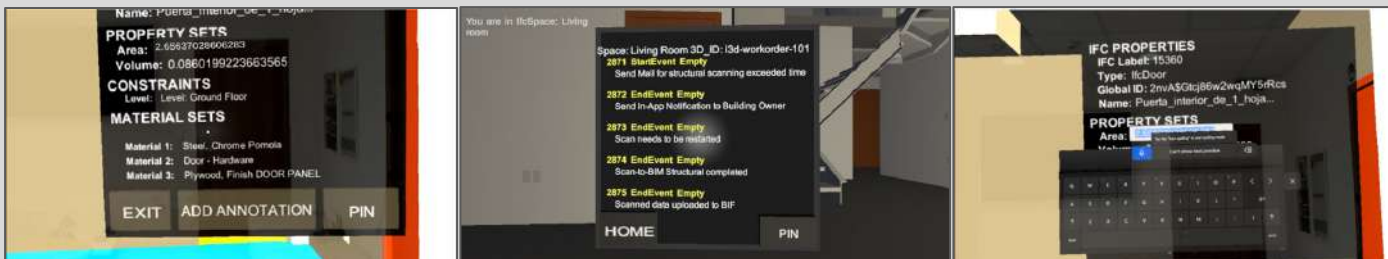 Name: Puerta_interior_de_1_hoja...
PROPERTY SETS
Area: 2.65637028606283
Volume: 0.0860199223663565
CONSTRAINTS
Level: Level: Ground Floor
MATERIAL SETS
Material 1: Steel, Chrome Pomola
Material 2: Door - Hardware
Material 3: Plywood, Finish DOOR PANEL
EXIT ADD ANNOTATION PIN
You are in IfcSpace: Living
room
Space: Living Room 3D_ID: i3d-workorder-101
2871 StartEvent Empty
Send Mail for structural scanning exceeded time
2872 EndEvent Empty
Send In-App Notification to Building Owner
2873 EndEvent Empty
Scan needs to be restarted
2874 EndEvent Empty
Scan-to-BIM Structural completed
2875 EndEvent Empty
Scanned data uploaded to BIF
HOME PIN
IFC PROPERTIES
IFC Label: 15360
Type: IfcDoor
Global ID: 2nvA$Gtcj86w2wqMY5rRcs
Name: Puerta_interior_de_1_hoja...
PROPERTY SETS
Area: